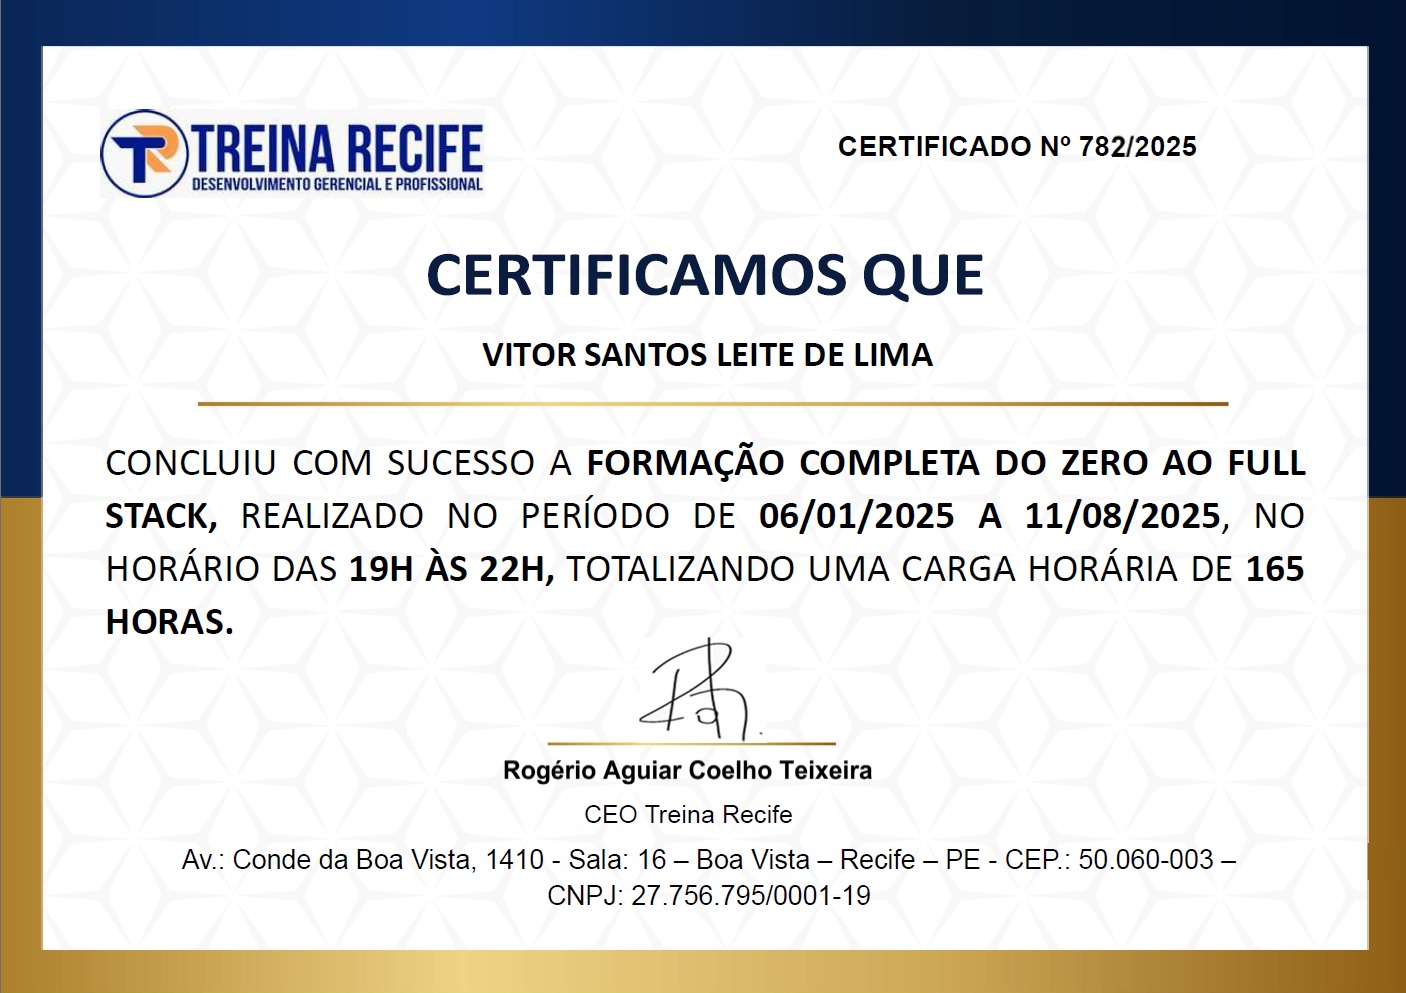 TREINA RECIFE
DESENVOLVIMENTO GERENCIAL E PROFISSIONAL
CERTIFICADO Nº 782/2025
CERTIFICAMOS QUE
VITOR SANTOS LEITE DE LIMA
CONCLUIU COM SUCESSO A FORMAÇÃO COMPLETA DO ZERO AO FULL
STACK, REALIZADO NO PERÍODO DE 06/01/2025 A 11/08/2025, NO
HORÁRIO DAS 19H ÀS 22H, TOTALIZANDO UMA CARGA HORÁRIA DE 165
HORAS.
Rogério Aguiar Coelho Teixeira
CEO Treina Recife
Av.: Conde da Boa Vista, 1410 - Sala: 16 – Boa Vista – Recife – PE - CEP.: 50.060-003 –
CNPJ: 27.756.795/0001-19